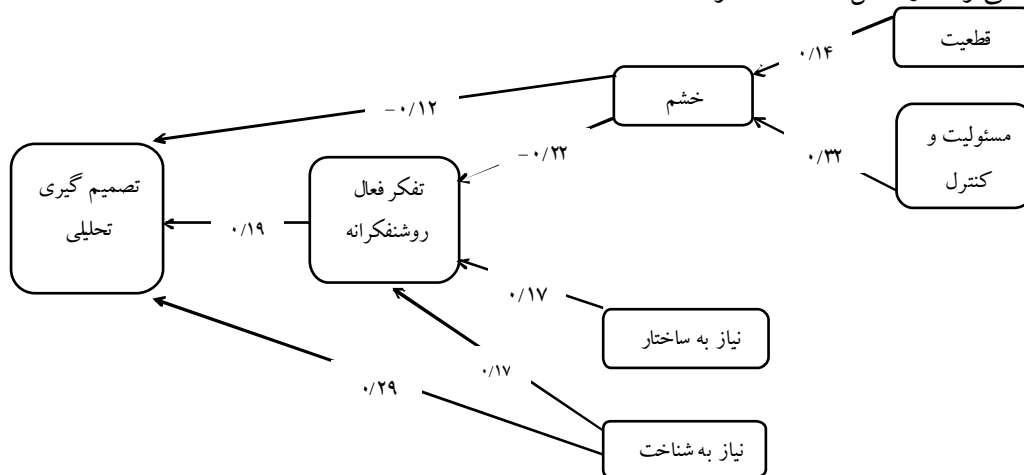 قطعیت
۰/۱۴
خشم
مسئولیت و
کنترل
۰/۳۲
-۰/۱۲
-۰/۲۲
تصمیم گیری
تحلیلی
تفکر فعال
روشنفکرانه
۰/۱۹
۰/۱۷
نیاز به ساختار
۰/۱۷
۰/۲۹
نیاز به شناخت